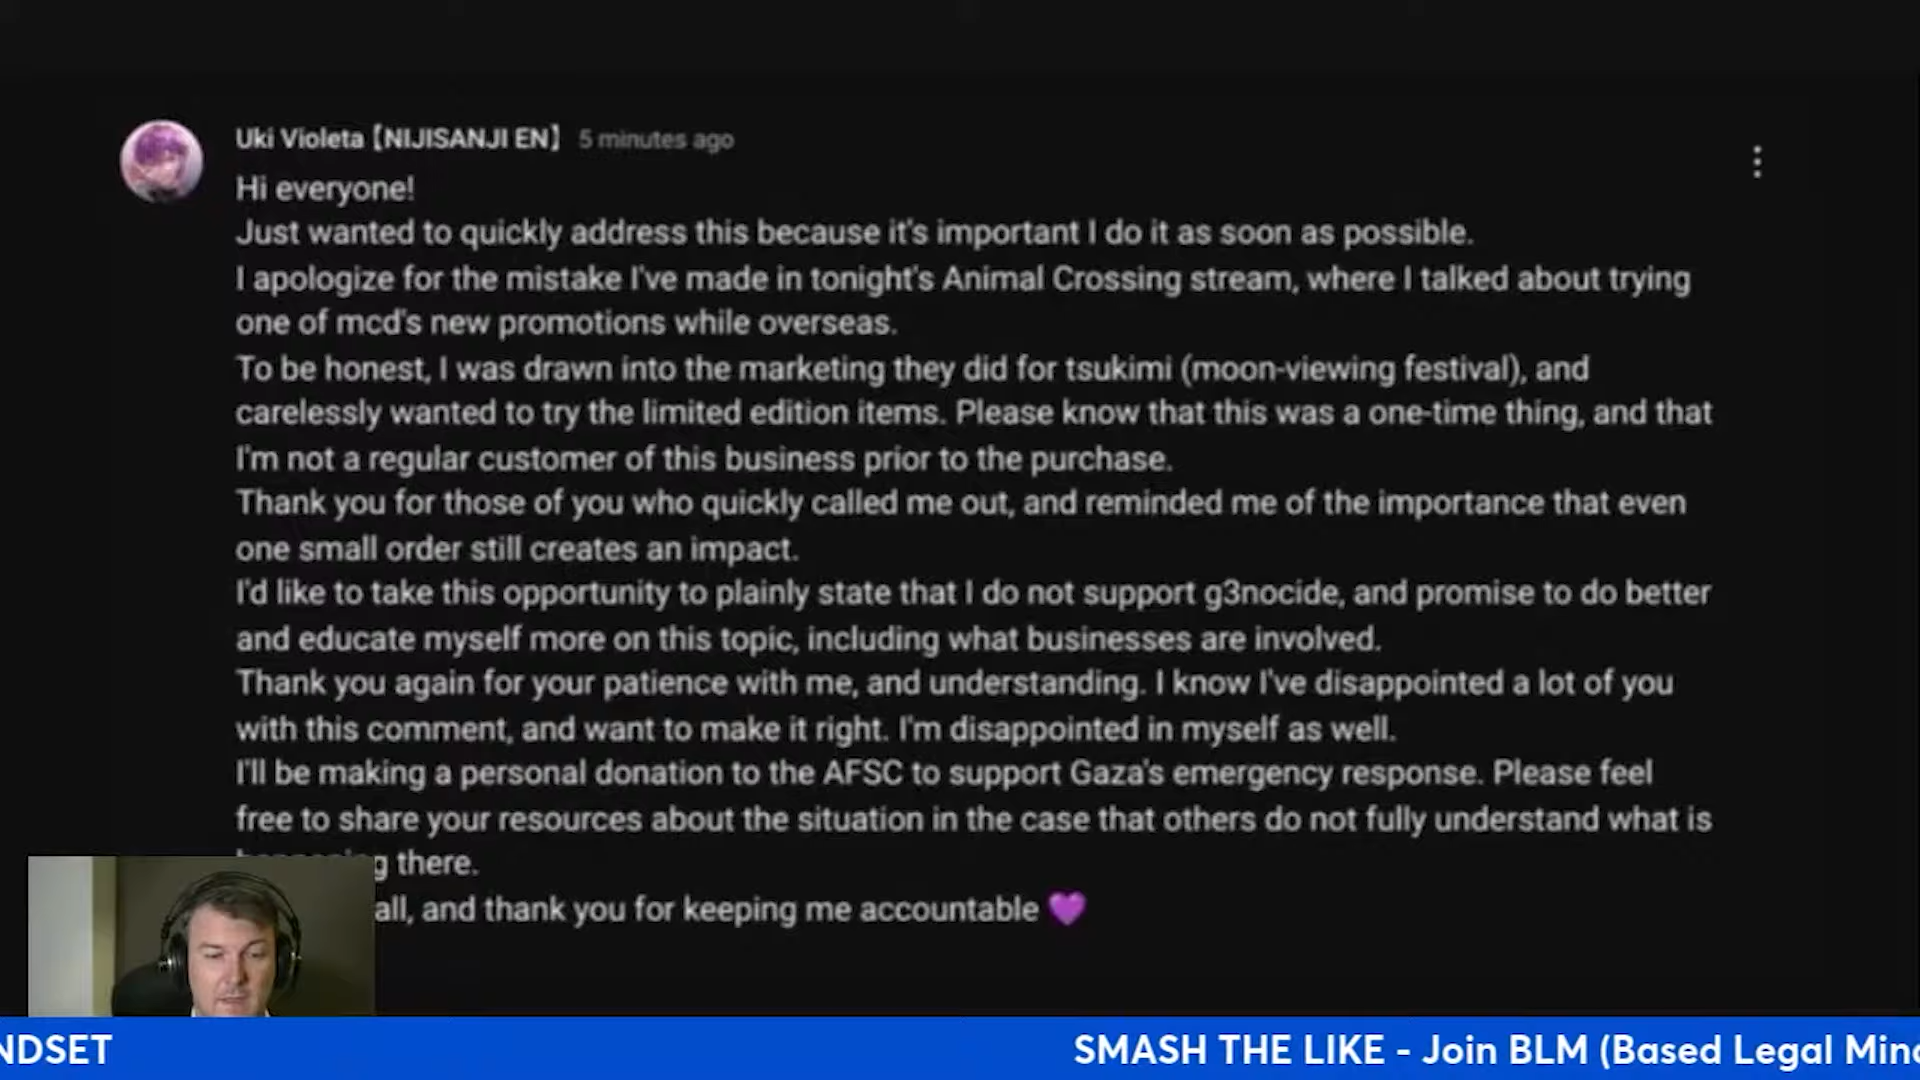 Uki Violeta【NIJISANJI EN】 5 minutes ago
Hi everyone!
Just wanted to quickly address this because it's important I do it as soon as possible.
I apologize for the mistake I've made in tonight's Animal Crossing stream, where I talked about trying
one of mcd's new promotions while overseas.
To be honest, I was drawn into the marketing they did for tsukimi (moon-viewing festival), and
carelessly wanted to try the limited edition items. Please know that this was a one-time thing, and that
I'm not a regular customer of this business prior to the purchase.
Thank you for those of you who quickly called me out, and reminded me of the importance that even
one small order still creates an impact.
I'd like to take this opportunity to plainly state that I do not support g3nocide, and promise to do better
and educate myself more on this topic, including what businesses are involved.
Thank you again for your patience with me, and understanding. I know I've disappointed a lot of you
with this comment, and want to make it right. I'm disappointed in myself as well.
I'll be making a personal donation to the AFSC to support Gaza's emergency response. Please feel
free to share your resources about the situation in the case that others do not fully understand what is
there.
all, and thank you for keeping me accountable 💜
NDSET
SMASH THE LIKE - Join BLM (Based Legal Min